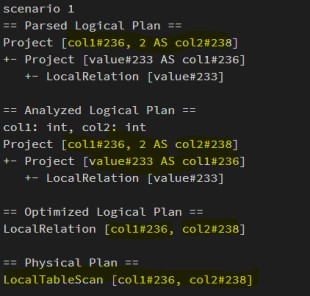 scenario 1
== Parsed Logical Plan ==
Project [col1#236, 2 AS col2#238]
+- Project [value#233 AS col1#236]
   +- LocalRelation [value#233]

== Analyzed Logical Plan ==
col1: int, col2: int
Project [col1#236, 2 AS col2#238]
+- Project [value#233 AS col1#236]
   +- LocalRelation [value#233]

== Optimized Logical Plan ==
LocalRelation [col1#236, col2#238]

== Physical Plan ==
LocalTableScan [col1#236, col2#238]